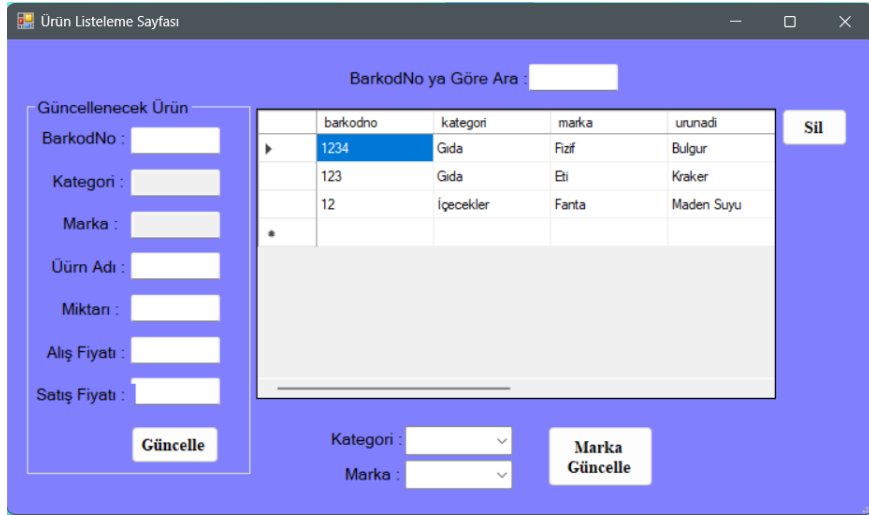 Ürün Listeleme Sayfası
BarkodNo ya Göre Ara :
Güncellenecek Ürün
BarkodNo :
Kategori :
Marka :
Üürn Adı :
Miktarı :
Alış Fiyatı :
Satış Fiyatı :
Güncelle
barkodno kategori marka urunadi
1234 Gıda Fizif Bulgur
123 Gıda Eti Kraker
12 İçecekler Fanta Maden Suyu
Sil
Kategori :
Marka :
Marka
Güncelle